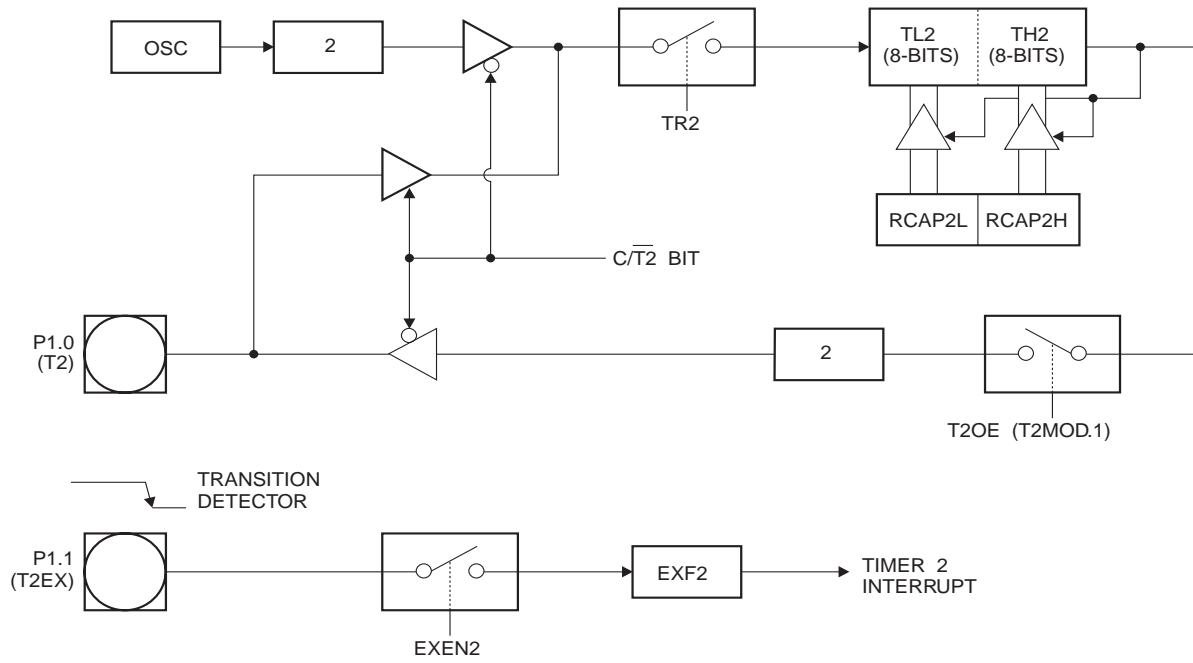 OSC
2
TR2
TL2
(8-BITS)
TH2
(8-BITS)
RCAP2L
RCAP2H
C/T2 BIT
P1.0
(T2)
2
T2OE (T2MOD.1)
TRANSITION
DETECTOR
P1.1
(T2EX)
EXEN2
EXF2
TIMER 2
INTERRUPT